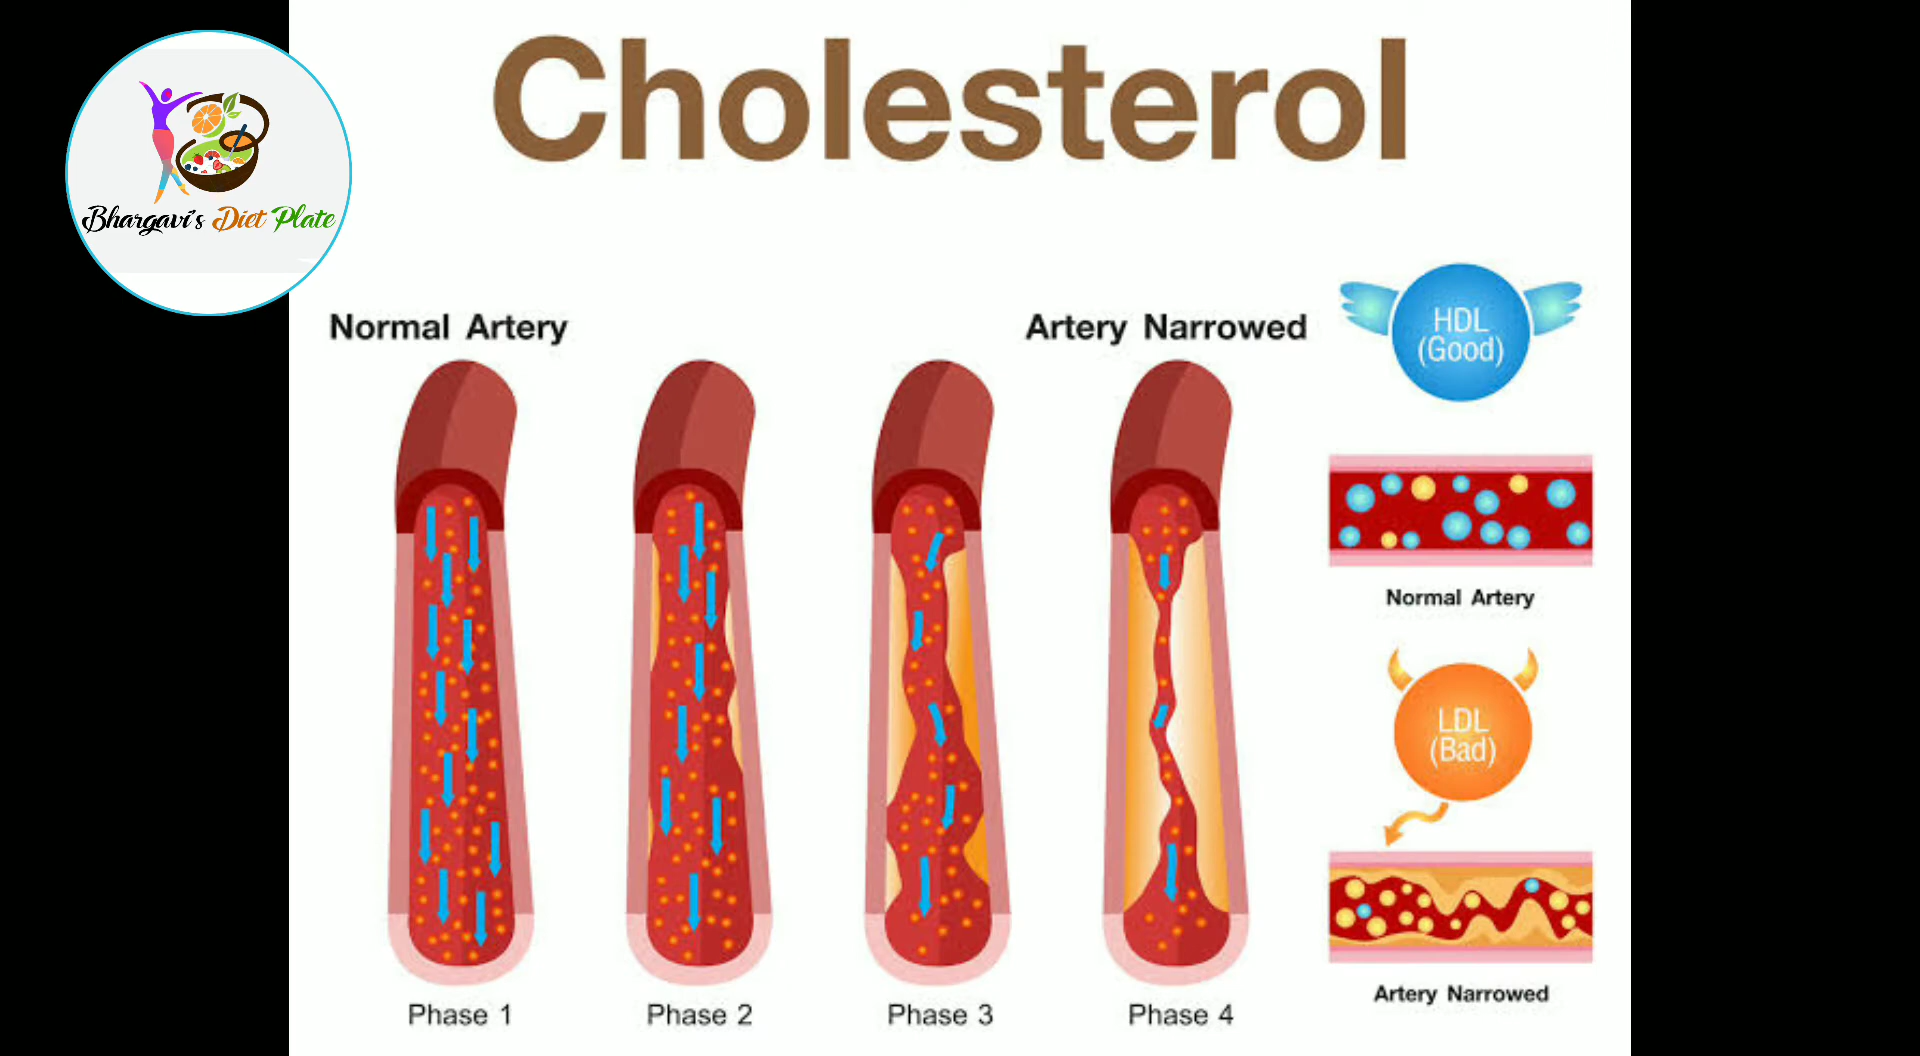 Cholesterol
Bhargavi's Diet Plate
Normal Artery
Artery Narrowed
HDL
(Good)
Normal Artery
LDL
(Bad)
Artery Narrowed
Phase 1
Phase 2
Phase 3
Phase 4